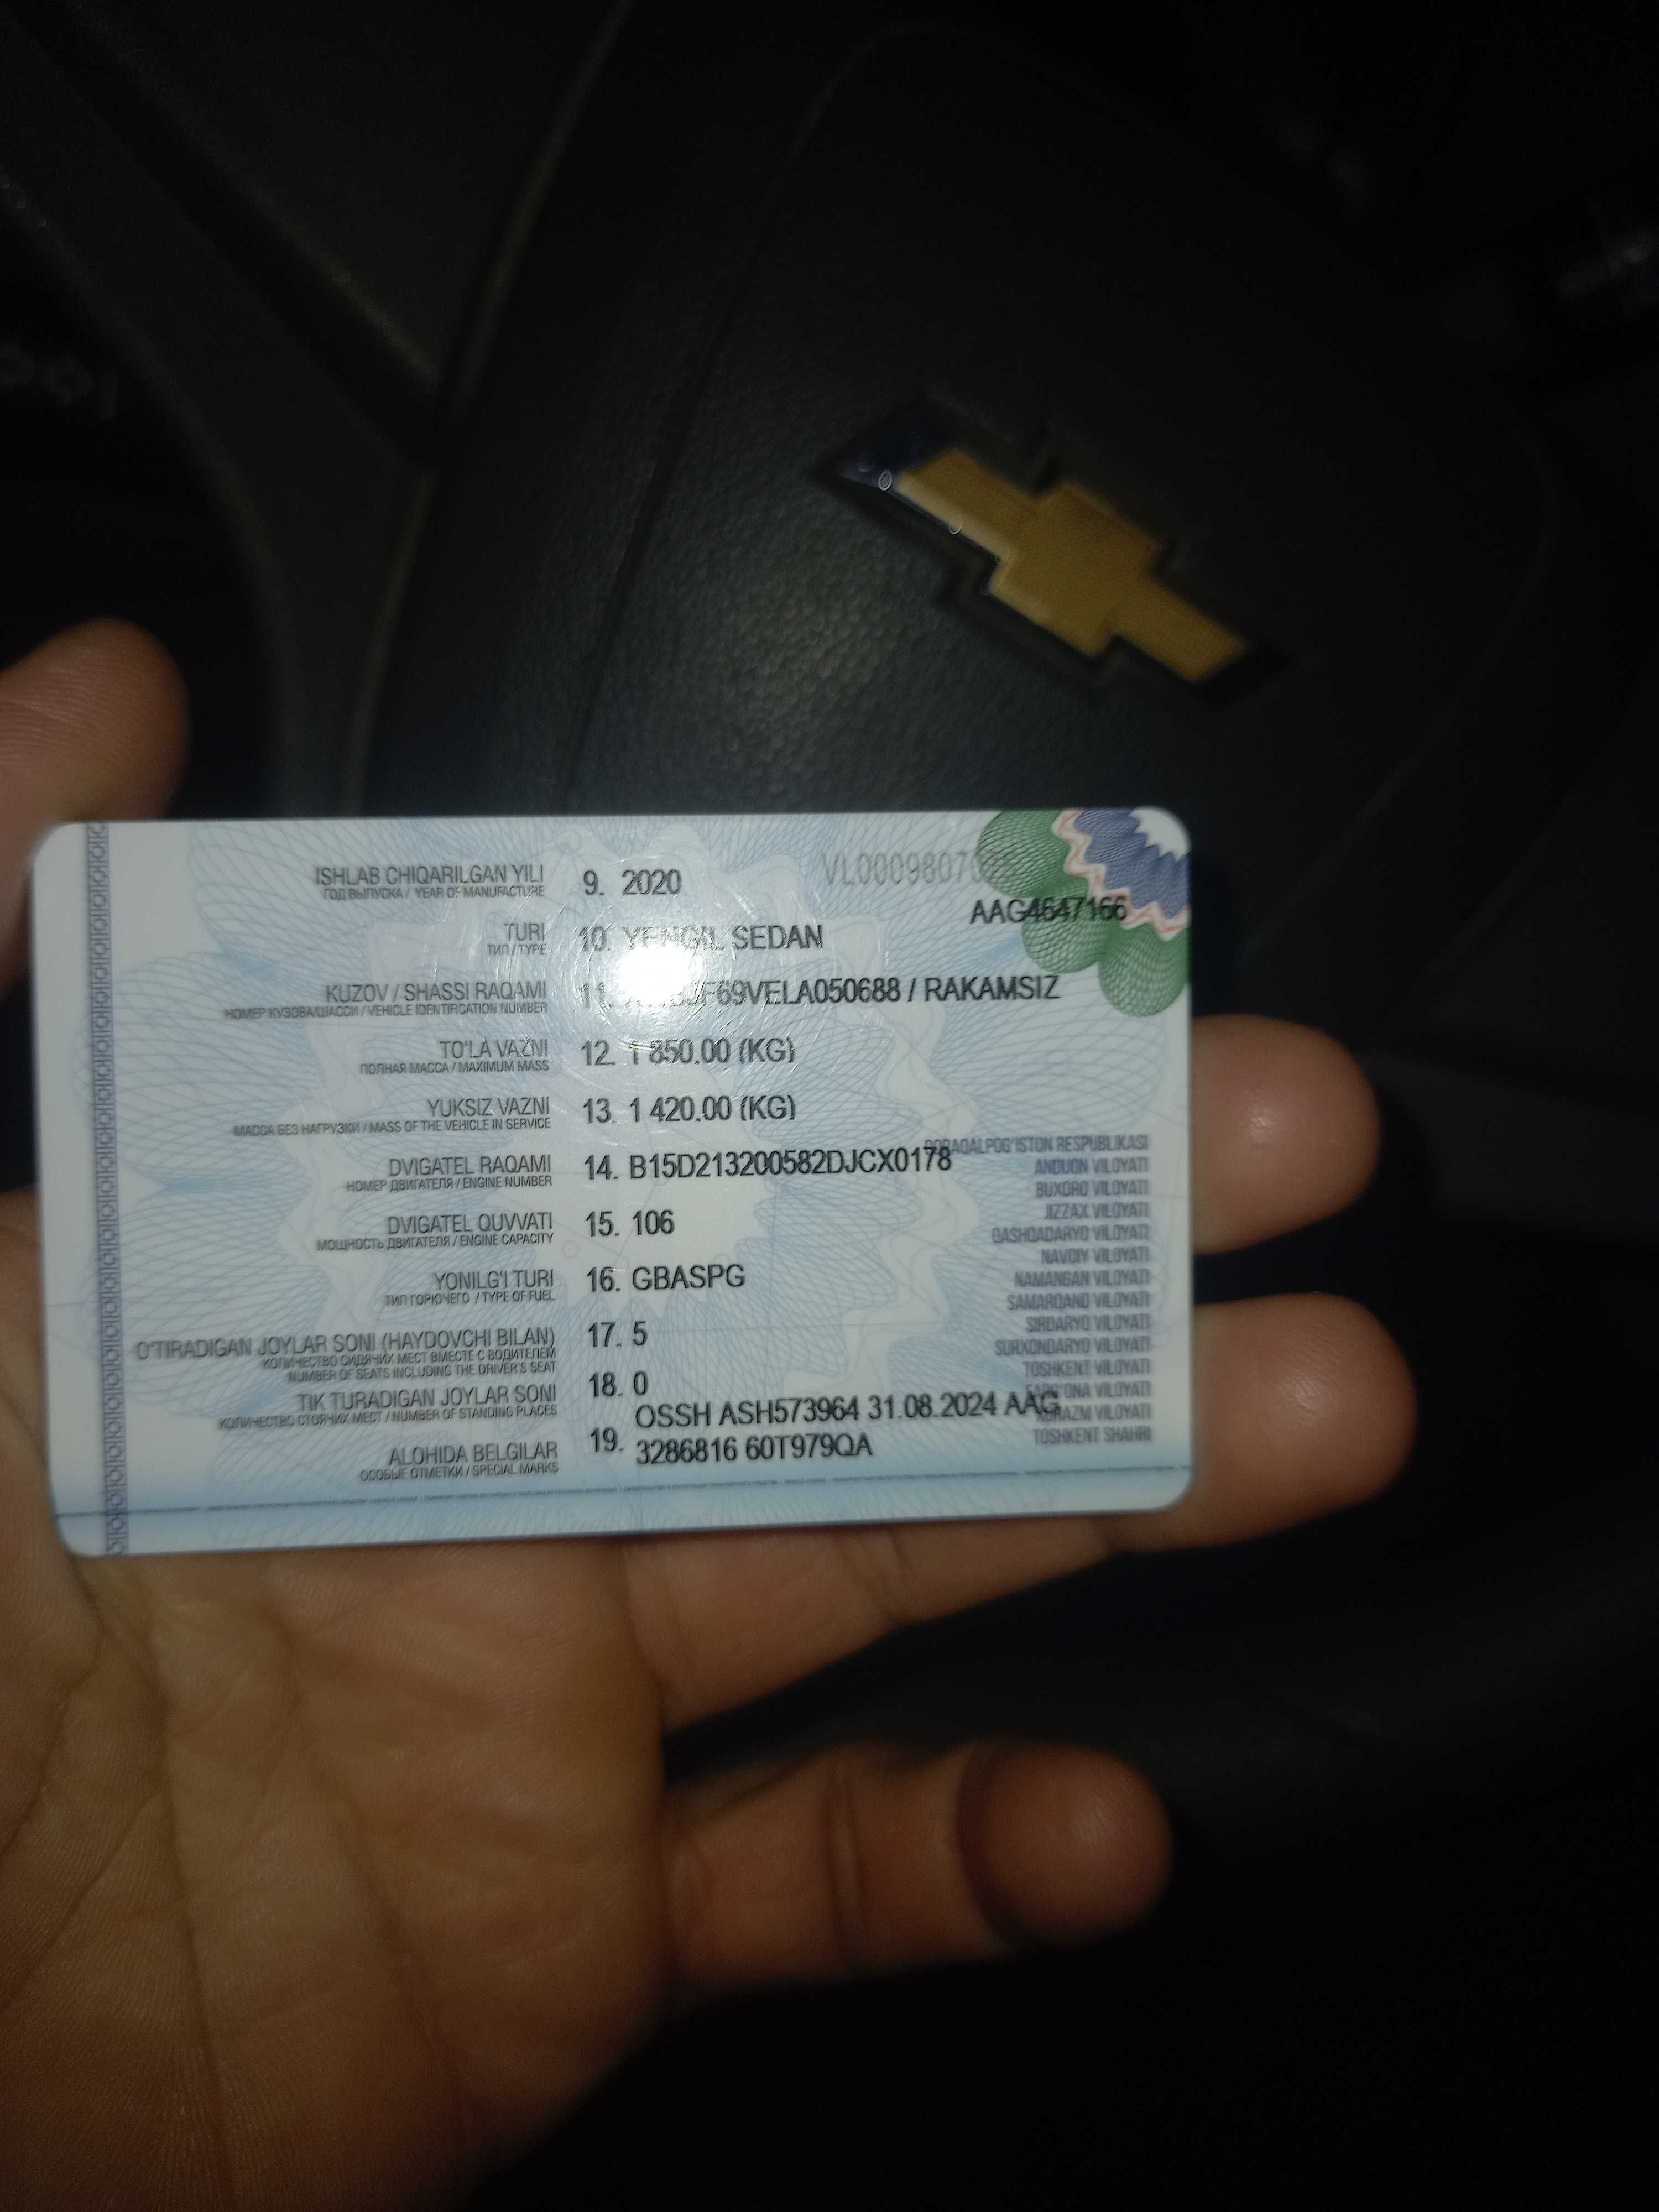 ISHLAB CHIQARILGAN YILI 9. 2020
ГОД ВЫПУСКА / YEAR OF MANUFACTURE
VL0009807
AAG4647166
TURI 10. YENGIL SEDAN
ТИП / TYPE
KUZOV / SHASSI RAQAMI 11. F69VELA050688 / RAKAMSIZ
НОМЕР КУЗОВА/ШАССИ / VEHICLE IDENTIFICATION NUMBER
TO'LA VAZNI 12. 1 850.00 (KG)
ПОЛНАЯ МАССА / MAXIMUM MASS
YUKSIZ VAZNI 13. 1 420.00 (KG)
МАССА БЕЗ НАГРУЗКИ / MASS OF THE VEHICLE IN SERVICE
DVIGATEL RAQAMI 14. B15D213200582DJCX0178
НОМЕР ДВИГАТЕЛЯ / ENGINE NUMBER
DVIGATEL QUVVATI 15. 106
МОЩНОСТЬ ДВИГАТЕЛЯ / ENGINE CAPACITY
YONILG'I TURI 16. GBASPG
ТИП ГОРЮЧЕГО / TYPE OF FUEL
O'TIRADIGAN JOYLAR SONI (HAYDOVCHI BILAN) 17. 5
КОЛИЧЕСТВО СИДЯЧИХ МЕСТ ВМЕСТЕ С ВОДИТЕЛЕМ
NUMBER OF SEATS INCLUDING THE DRIVER'S SEAT
TIK TURADIGAN JOYLAR SONI 18. 0
КОЛИЧЕСТВО СТОЯЧИХ МЕСТ / NUMBER OF STANDING PLACES
OSSH ASH573964 31.08.2024 AAG
ALOHIDA BELGILAR 19. 3286816 60T979QA
ОСОБЫЕ ОТМЕТКИ / SPECIAL MARKS
QORAQALPOG'ISTON RESPUBLIKASI
ANDIJON VILOYATI
BUXORO VILOYATI
JIZZAX VILOYATI
QASHQADARYO VILOYATI
NAVOIY VILOYATI
NAMANGAN VILOYATI
SAMARQAND VILOYATI
SIRDARYO VILOYATI
SURXONDARYO VILOYATI
TOSHKENT VILOYATI
FARG'ONA VILOYATI
XORAZM VILOYATI
TOSHKENT SHAHRI